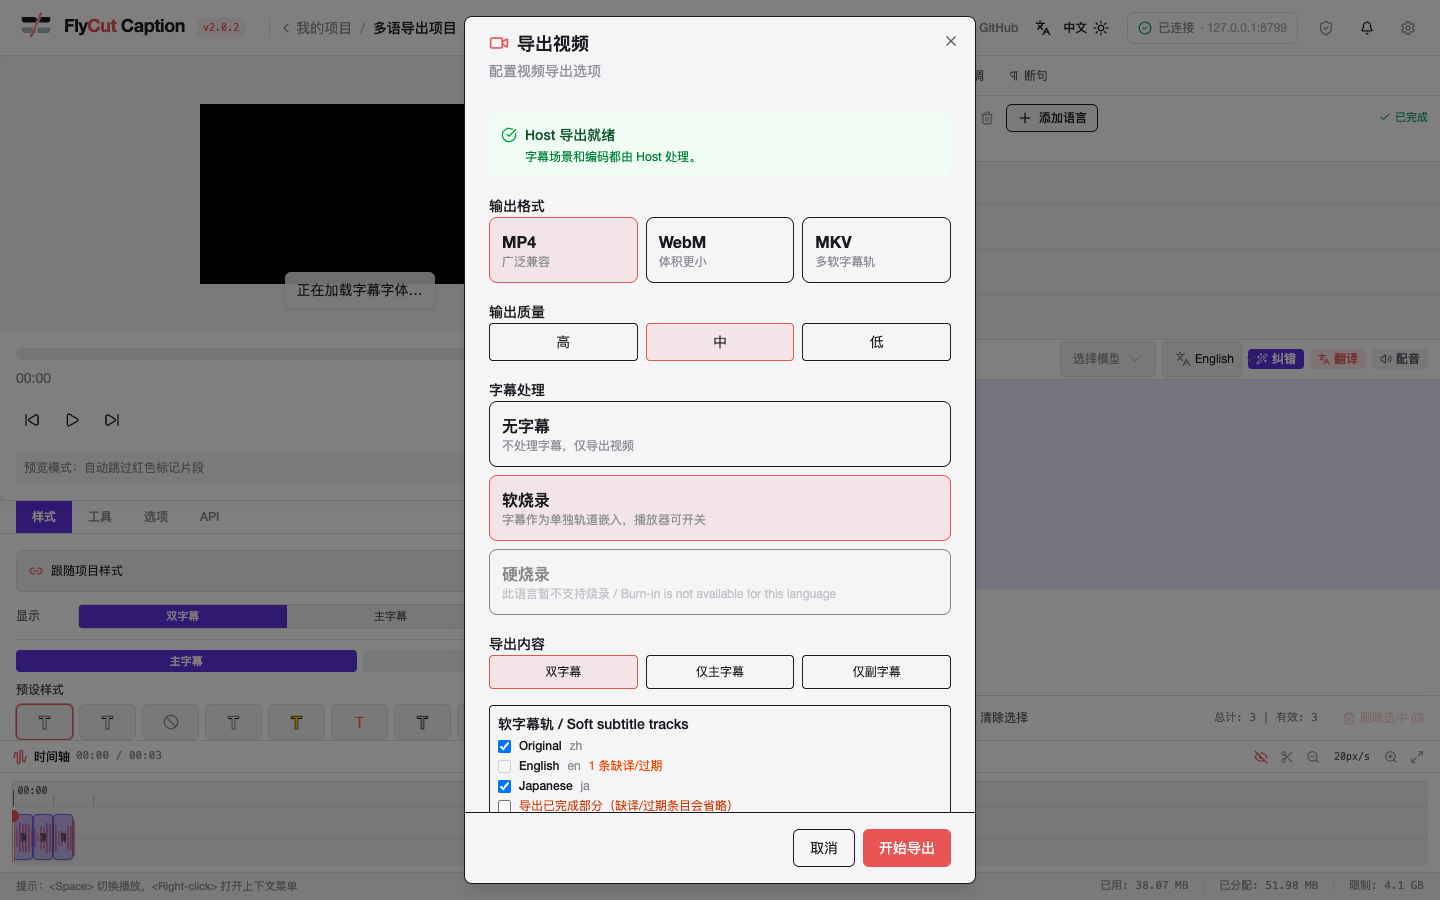 FlyCut Caption v2.0.2 我的项目 / 多语导出项目
GitHub 中文 已连接 · 127.0.0.1:8799
导出视频
配置视频导出选项
断句
添加语言
已完成
Host 导出就绪
字幕场景和编码都由 Host 处理。
输出格式
MP4
广泛兼容
WebM
体积更小
MKV
多软字幕轨
输出质量
高
中
低
字幕处理
无字幕
不处理字幕，仅导出视频
软烧录
字幕作为单独轨道嵌入，播放器可开关
硬烧录
此语言暂不支持烧录 / Burn-in is not available for this language
导出内容
双字幕
仅主字幕
仅副字幕
软字幕轨 / Soft subtitle tracks
Original zh
English en 1 条缺译/过期
Japanese ja
导出已完成部分（缺译/过期条目会省略）
取消
开始导出
正在加载字幕字体...
00:00
预览模式：自动跳过红色标记片段
样式
工具
选项
API
跟随项目样式
显示
双字幕
主字幕
主字幕
预设样式
T T T T T T
选择模型
English
纠错
翻译
配音
清除选择
总计: 3 | 有效: 3
删除选中 (0)
时间轴 00:00 / 00:03
20px/s
00:00
提示：<Space> 切换播放，<Right-click> 打开上下文菜单
已用: 38.07 MB
已分配: 51.98 MB
限制: 4.1 GB